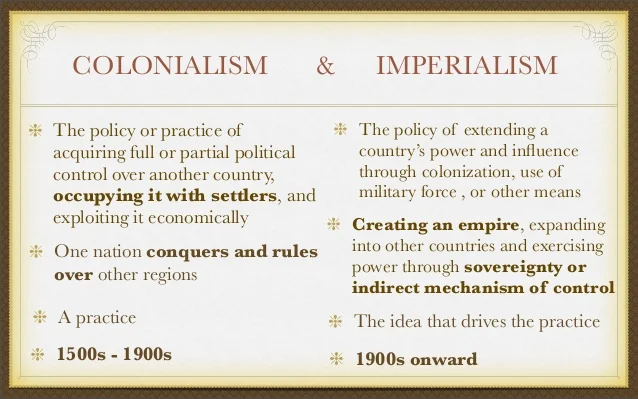 COLONIALISM & IMPERIALISM
The policy or practice of
acquiring full or partial political
control over another country,
occupying it with settlers, and
exploiting it economically
One nation conquers and rules
over other regions
A practice
1500s - 1900s
The policy of extending a
country's power and influence
through colonization, use of
military force , or other means
Creating an empire, expanding
into other countries and exercising
power through sovereignty or
indirect mechanism of control
The idea that drives the practice
1900s onward